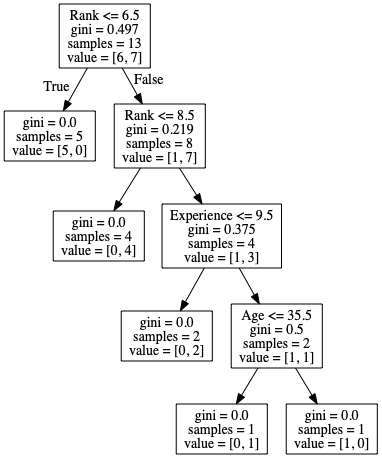 Rank <= 6.5
gini = 0.497
samples = 13
value = [6, 7]
True
False
gini = 0.0
samples = 5
value = [5, 0]
Rank <= 8.5
gini = 0.219
samples = 8
value = [1, 7]
gini = 0.0
samples = 4
value = [0, 4]
Experience <= 9.5
gini = 0.375
samples = 4
value = [1, 3]
gini = 0.0
samples = 2
value = [0, 2]
Age <= 35.5
gini = 0.5
samples = 2
value = [1, 1]
gini = 0.0
samples = 1
value = [0, 1]
gini = 0.0
samples = 1
value = [1, 0]